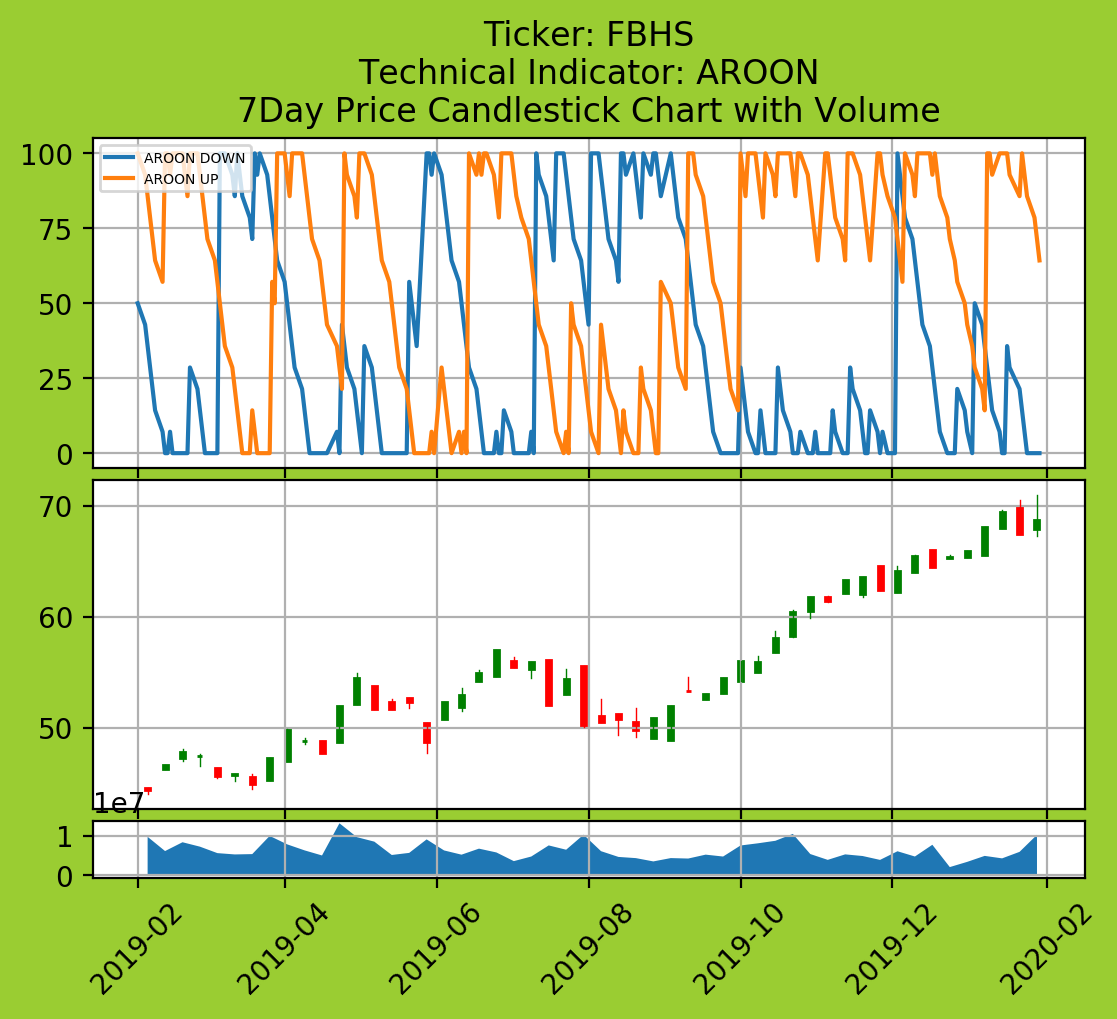 Ticker: FBHS
Technical Indicator: AROON
7Day Price Candlestick Chart with Volume
AROON DOWN
AROON UP
100
75
50
25
0
70
60
50
1e7
1
0
2019-02
2019-04
2019-06
2019-08
2019-10
2019-12
2020-02